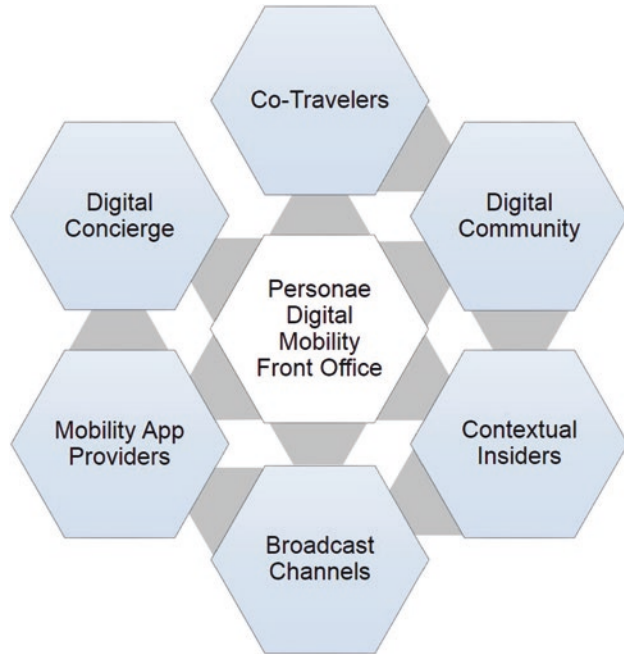 Co-Travelers
Digital
Concierge
Digital
Community
Personae
Digital
Mobility
Front Office
Mobility App
Providers
Contextual
Insiders
Broadcast
Channels